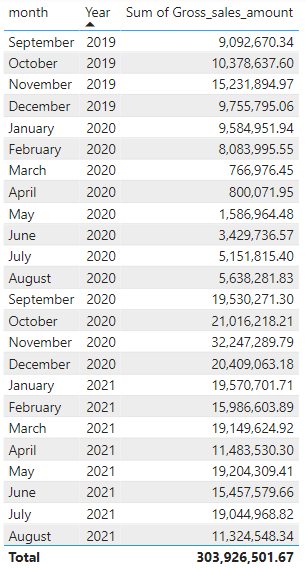 month Year Sum of Gross_sales_amount
September 2019 9,092,670.34
October 2019 10,378,637.60
November 2019 15,231,894.97
December 2019 9,755,795.06
January 2020 9,584,951.94
February 2020 8,083,995.55
March 2020 766,976.45
April 2020 800,071.95
May 2020 1,586,964.48
June 2020 3,429,736.57
July 2020 5,151,815.40
August 2020 5,638,281.83
September 2020 19,530,271.30
October 2020 21,016,218.21
November 2020 32,247,289.79
December 2020 20,409,063.18
January 2021 19,570,701.71
February 2021 15,986,603.89
March 2021 19,149,624.92
April 2021 11,483,530.30
May 2021 19,204,309.41
June 2021 15,457,579.66
July 2021 19,044,968.82
August 2021 11,324,548.34
Total 303,926,501.67